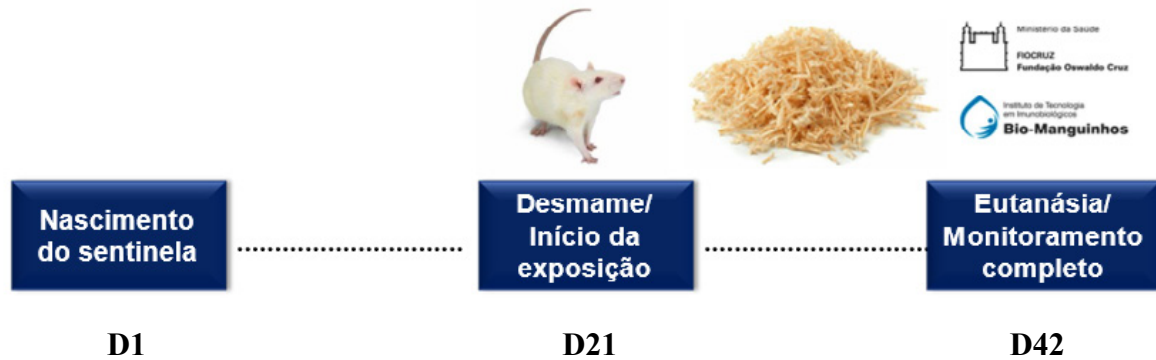 Ministério da Saúde
FIOCRUZ
Fundação Oswaldo Cruz
Instituto de Tecnologia
em Imunobiológicos
Bio-Manguinhos
Nascimento
do sentinela
Desmame/
Início da
exposição
Eutanásia/
Monitoramento
completo
D1
D21
D42